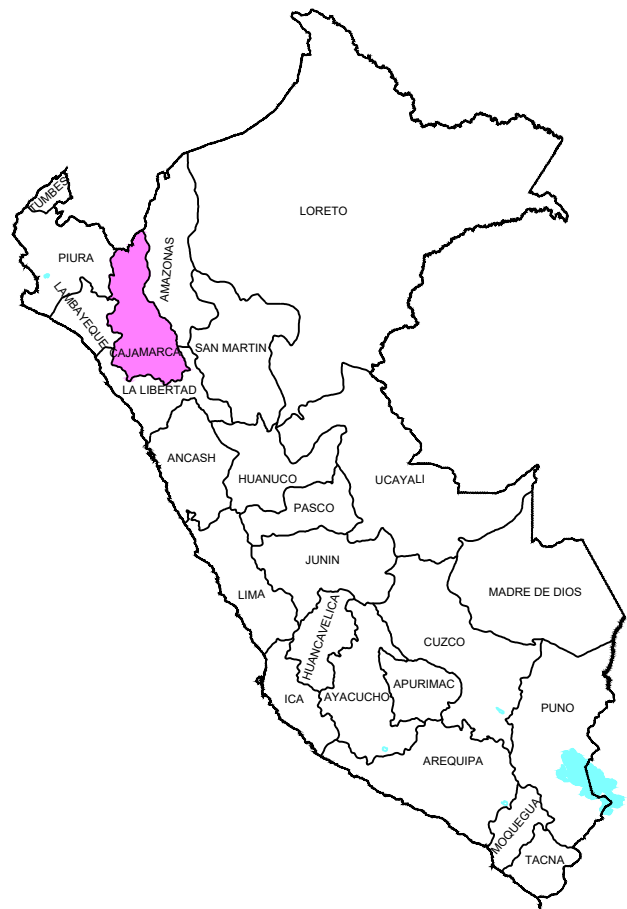 LORETO
TUMBES
PIURA
AMAZONAS
LAMBAYEQUE
CAJAMARCA
SAN MARTIN
LA LIBERTAD
ANCASH
HUANUCO
UCAYALI
PASCO
JUNIN
LIMA
MADRE DE DIOS
HUANCAVELICA
CUZCO
ICA
AYACUCHO
APURIMAC
PUNO
AREQUIPA
MOQUEGUA
TACNA